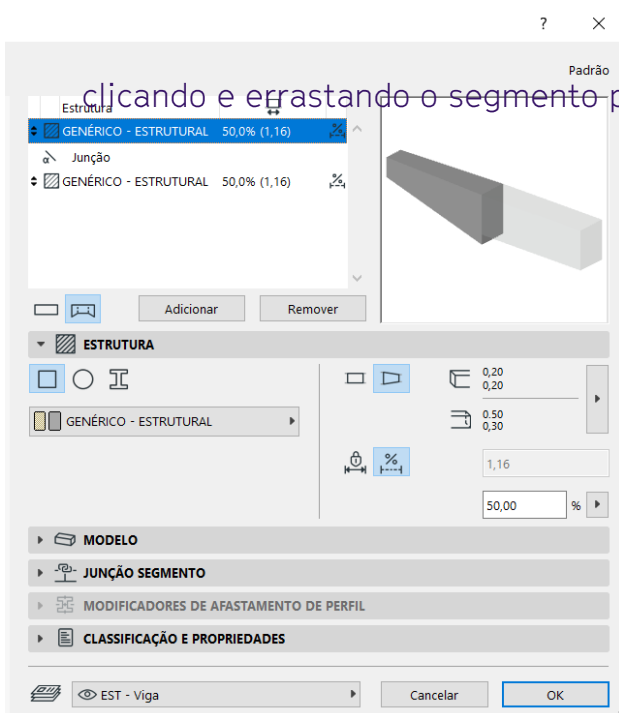 ?
Padrão
clicando e errastando o segmento p
Estrutura
GENÉRICO - ESTRUTURAL 50,0% (1,16) %
α Junção
GENÉRICO - ESTRUTURAL 50,0% (1,16) %
Adicionar Remover
ESTRUTURA
0,20
0,20
GENÉRICO - ESTRUTURAL
0.50
0,30
% 1,16
50,00 %
MODELO
JUNÇÃO SEGMENTO
MODIFICADORES DE AFASTAMENTO DE PERFIL
CLASSIFICAÇÃO E PROPRIEDADES
EST - Viga Cancelar OK